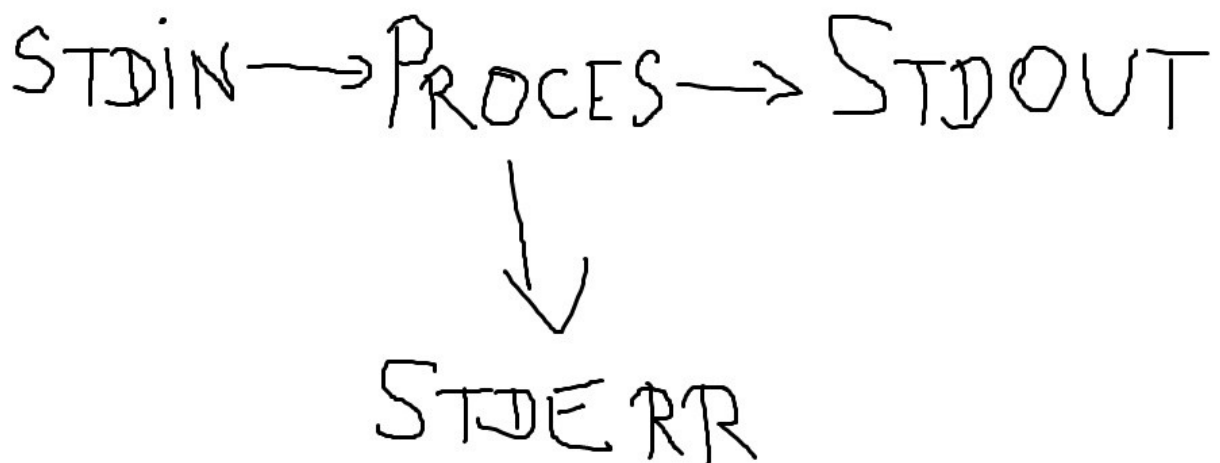 STDIN → PROCES → STDOUT
STDERR